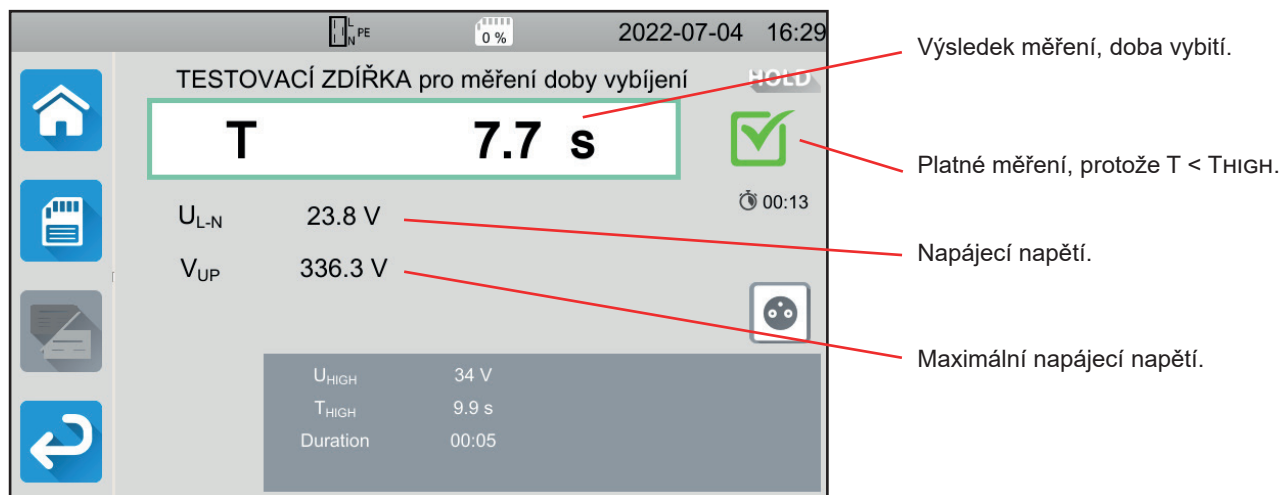 L
N PE
0 %
2022-07-04 16:29
TESTOVACÍ ZDÍŘKA pro měření doby vybíjení
HOLD
T 7.7 s
00:13
UL-N 23.8 V
VUP 336.3 V
UHIGH 34 V
THIGH 9.9 s
Duration 00:05
Výsledek měření, doba vybití.
Platné měření, protože T < THIGH.
Napájecí napětí.
Maximální napájecí napětí.